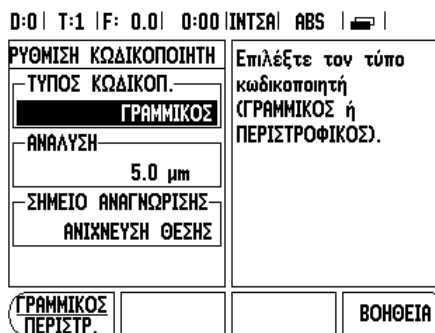 D:0 T:1 F: 0.0 0:00 ΙΝΤΣΑ ABS
ΡΥΘΜΙΣΗ ΚΩΔΙΚΟΠΟΙΗΤΗ
ΤΥΠΟΣ ΚΩΔΙΚΟΠ.
ΓΡΑΜΜΙΚΟΣ
ΑΝΑΛΥΣΗ
5.0 μm
ΣΗΜΕΙΟ ΑΝΑΓΝΩΡΙΣΗΣ
ΑΝΙΧΝΕΥΣΗ ΘΕΣΗΣ
Επιλέξτε τον τύπο
κωδικοποιητή
(ΓΡΑΜΜΙΚΟΣ ή
ΠΕΡΙΣΤΡΟΦΙΚΟΣ).
ΓΡΑΜΜΙΚΟΣ
ΠΕΡΙΣΤΡ.
ΒΟΗΘΕΙΑ